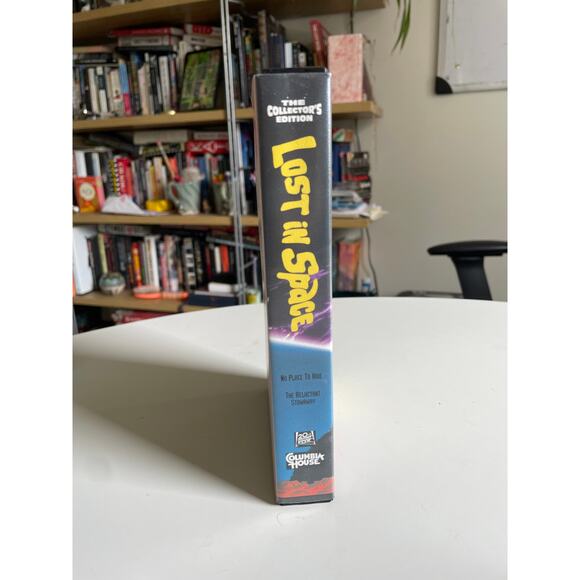 THE
COLLECTOR'S
EDITION
LOST IN SPACE
NO PLACE TO HIDE
THE RELUCTANT
STOWAWAY
COLUMBIA
HOUSE